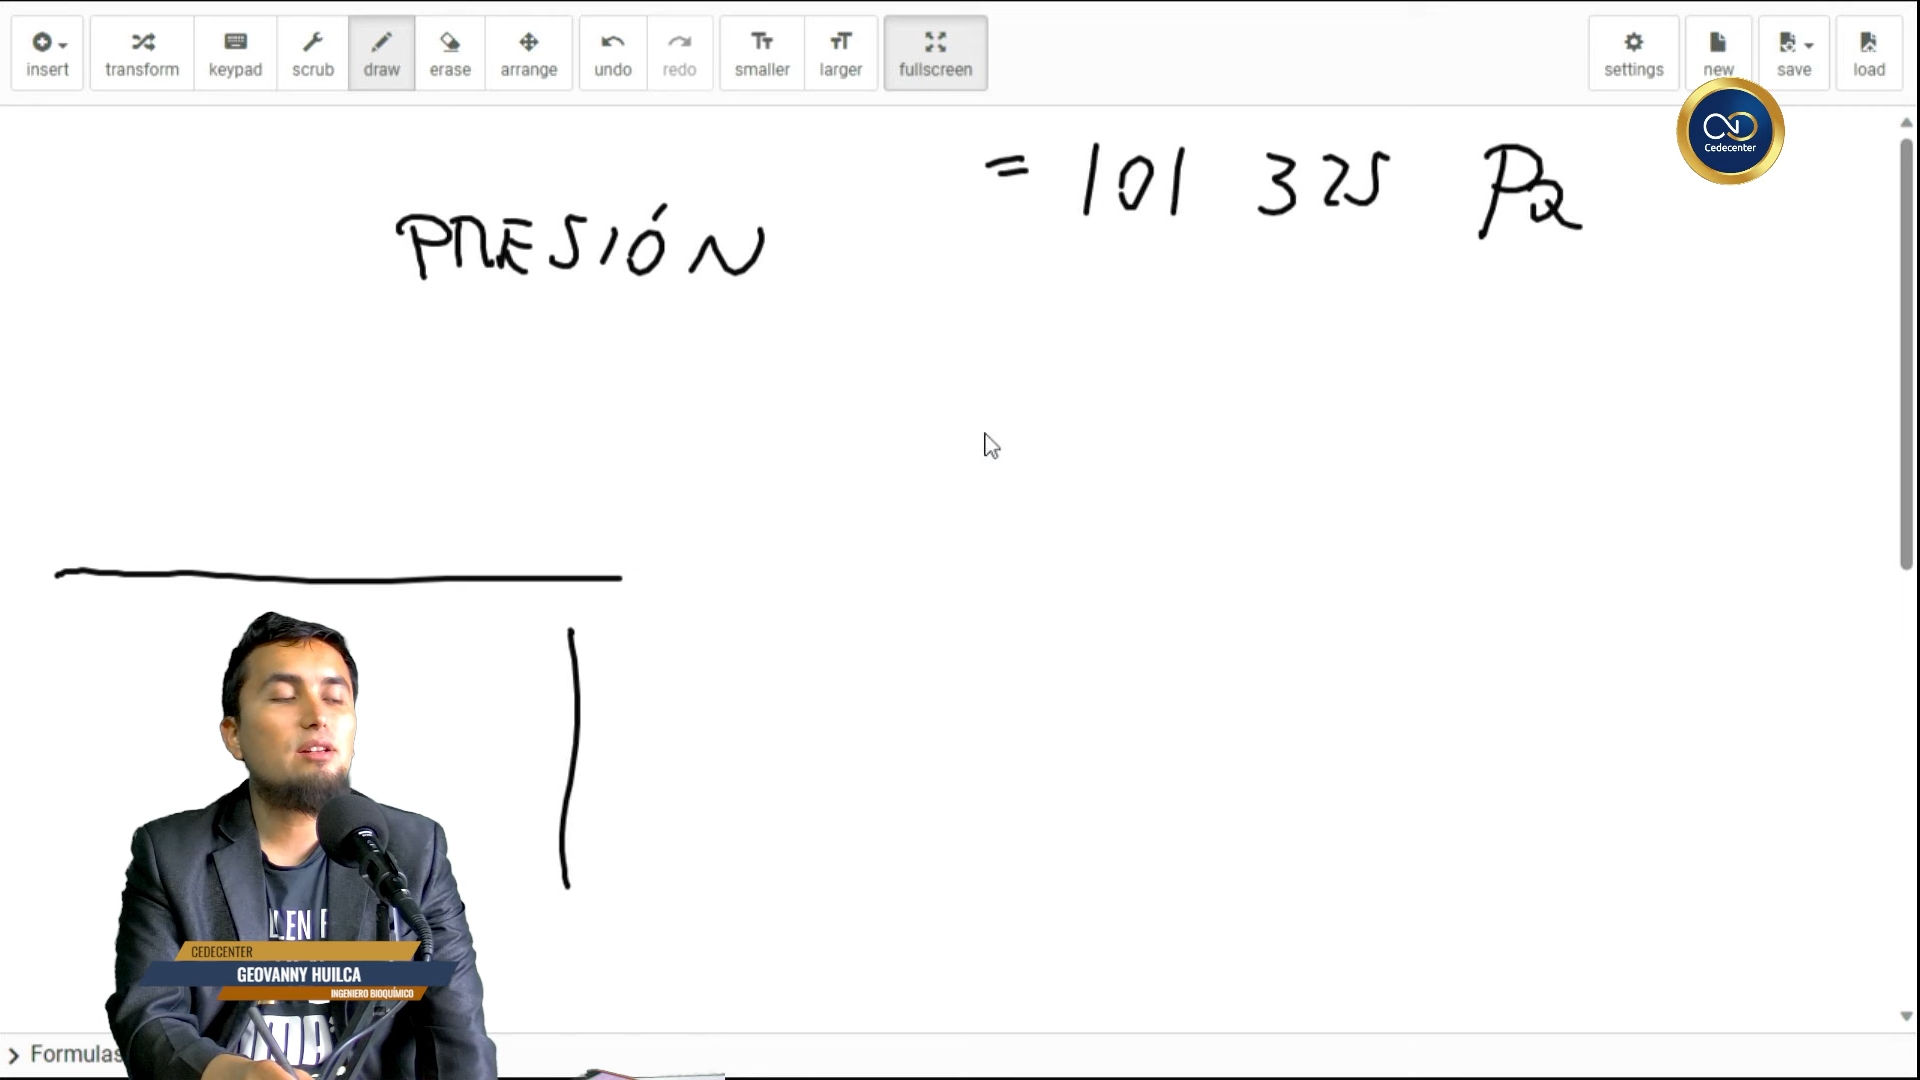 insert transform keypad scrub draw erase arrange undo redo smaller larger fullscreen settings new save load
Cedecenter
= 101 325 Pa
PRESIÓN
CEDECENTER
GEOVANNY HUILCA
INGENIERO BIOQUÍMICO
Formulas